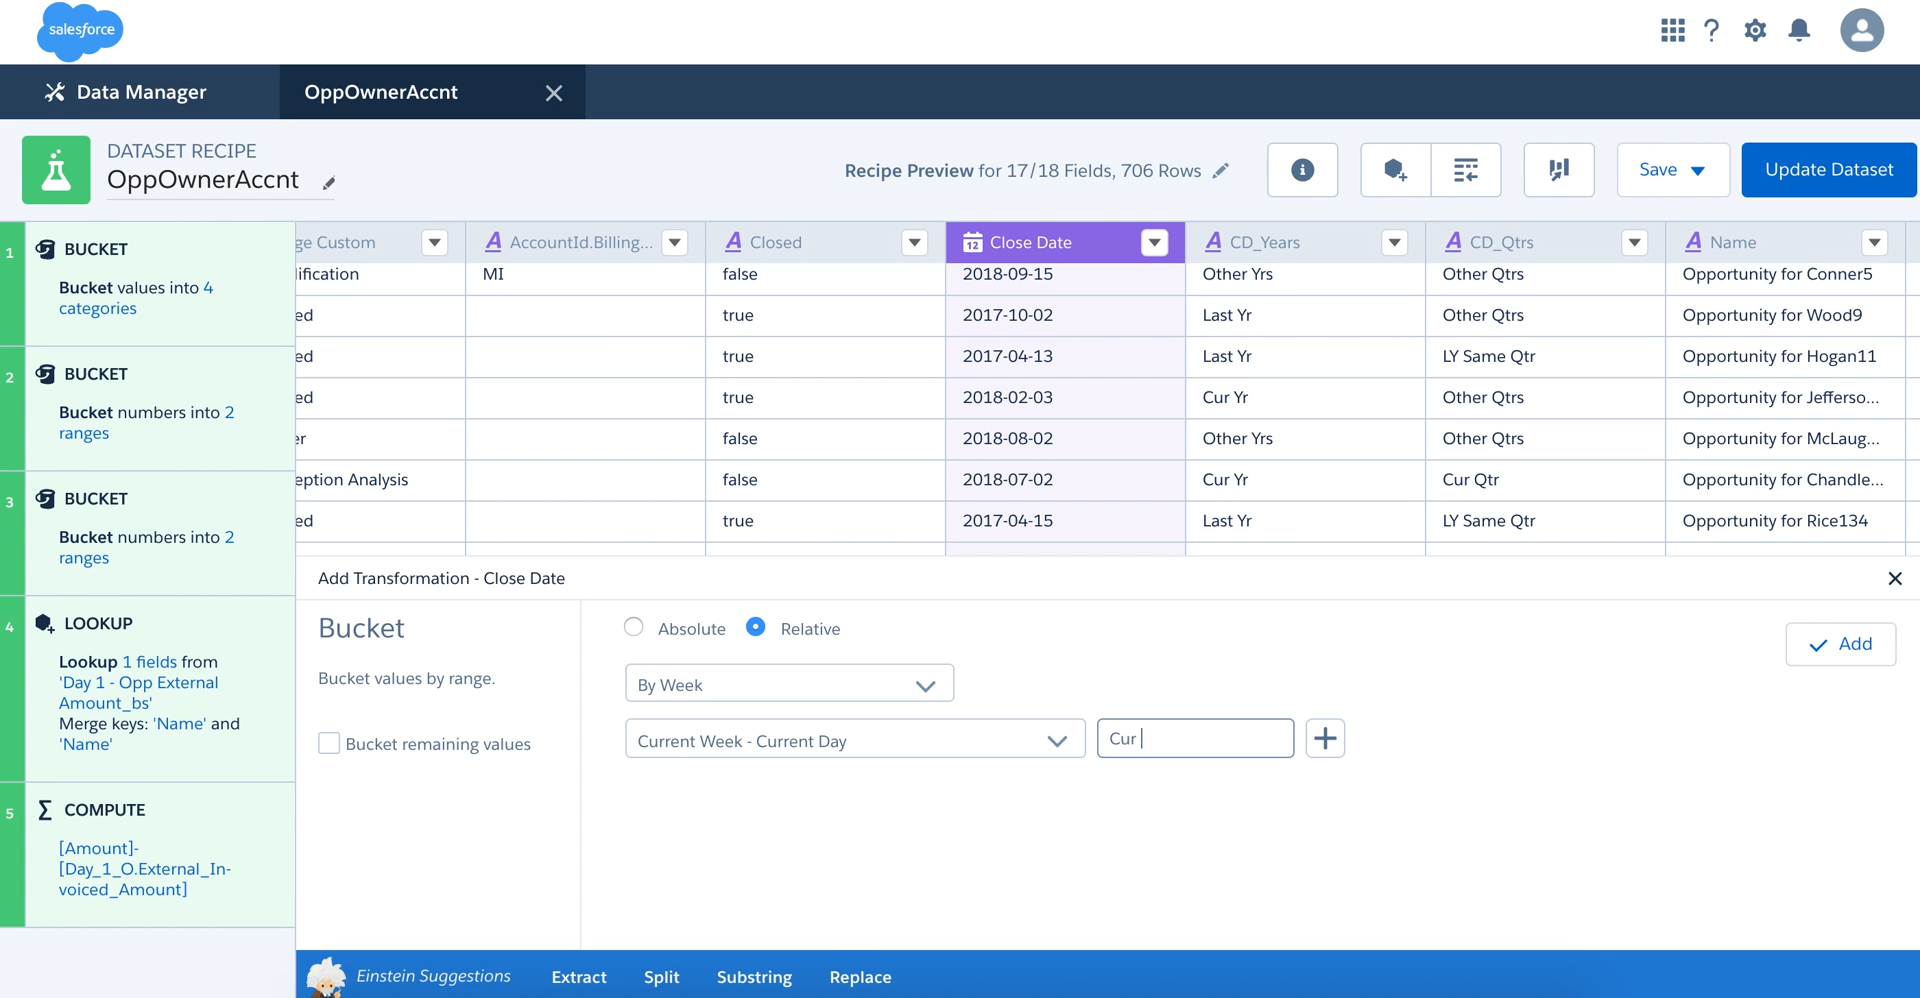 salesforce
Data Manager
OppOwnerAccnt
DATASET RECIPE
OppOwnerAccnt
Recipe Preview for 17/18 Fields, 706 Rows
Save
Update Dataset
1
BUCKET
Bucket values into 4
categories
2
BUCKET
Bucket numbers into 2
ranges
3
BUCKET
Bucket numbers into 2
ranges
4
LOOKUP
Lookup 1 fields from
'Day 1 - Opp External
Amount_bs'
Merge keys: 'Name' and
'Name'
5
COMPUTE
[Amount]-
[Day_1_O.External_In-
voiced_Amount]
ge Custom A AccountId.Billing... A Closed 12 Close Date A CD_Years A CD_Qtrs A Name
lification MI false 2018-09-15 Other Yrs Other Qtrs Opportunity for Conner5
ed true 2017-10-02 Last Yr Other Qtrs Opportunity for Wood9
ed true 2017-04-13 Last Yr LY Same Qtr Opportunity for Hogan11
ed true 2018-02-03 Cur Yr Other Qtrs Opportunity for Jefferso...
er false 2018-08-02 Other Yrs Other Qtrs Opportunity for McLaug...
eption Analysis false 2018-07-02 Cur Yr Cur Qtr Opportunity for Chandle...
ed true 2017-04-15 Last Yr LY Same Qtr Opportunity for Rice134
Add Transformation - Close Date
Bucket
Bucket values by range.
Bucket remaining values
Absolute Relative
By Week
Current Week - Current Day
Cur
Add
Einstein Suggestions Extract Split Substring Replace